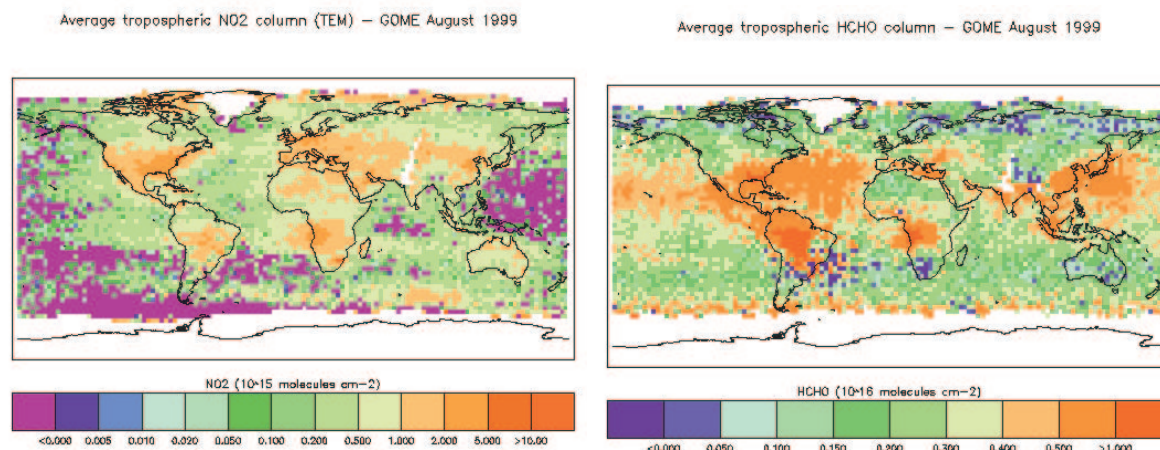 Average tropospheric NO2 column (TEM) – GOME August 1999
Average tropospheric HCHO column – GOME August 1999
NO2 (10^15 molecules cm-2)
<0.000 0.005 0.010 0.020 0.050 0.100 0.200 0.500 1.000 2.000 5.000 >10.00
HCHO (10^16 molecules cm-2)
<0.000 0.050 0.100 0.150 0.200 0.300 0.400 0.500 >1.000